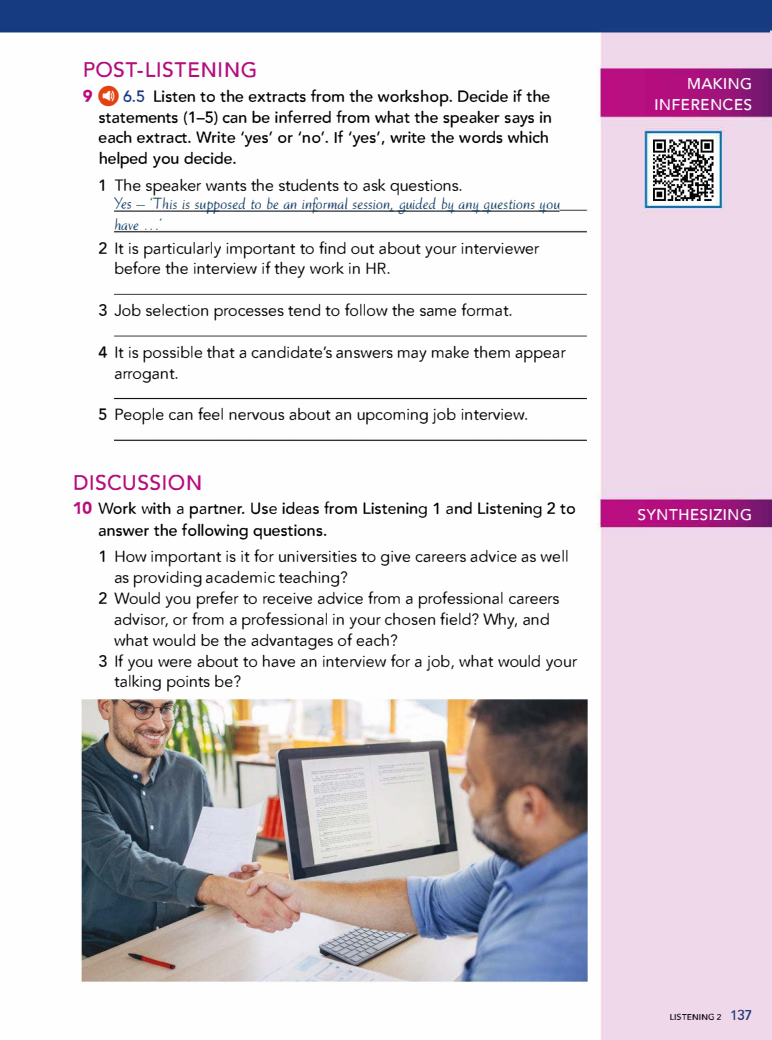 POST-LISTENING
9 6.5 Listen to the extracts from the workshop. Decide if the
statements (1–5) can be inferred from what the speaker says in
each extract. Write ‘yes’ or ‘no’. If ‘yes’, write the words which
helped you decide.
1 The speaker wants the students to ask questions.
Yes – ‘This is supposed to be an informal session, guided by any questions you
have …’
2 It is particularly important to find out about your interviewer
before the interview if they work in HR.
3 Job selection processes tend to follow the same format.
4 It is possible that a candidate’s answers may make them appear
arrogant.
5 People can feel nervous about an upcoming job interview.
MAKING
INFERENCES
DISCUSSION
10 Work with a partner. Use ideas from Listening 1 and Listening 2 to
answer the following questions.
1 How important is it for universities to give careers advice as well
as providing academic teaching?
2 Would you prefer to receive advice from a professional careers
advisor, or from a professional in your chosen field? Why, and
what would be the advantages of each?
3 If you were about to have an interview for a job, what would your
talking points be?
SYNTHESIZING
LISTENING 2 137